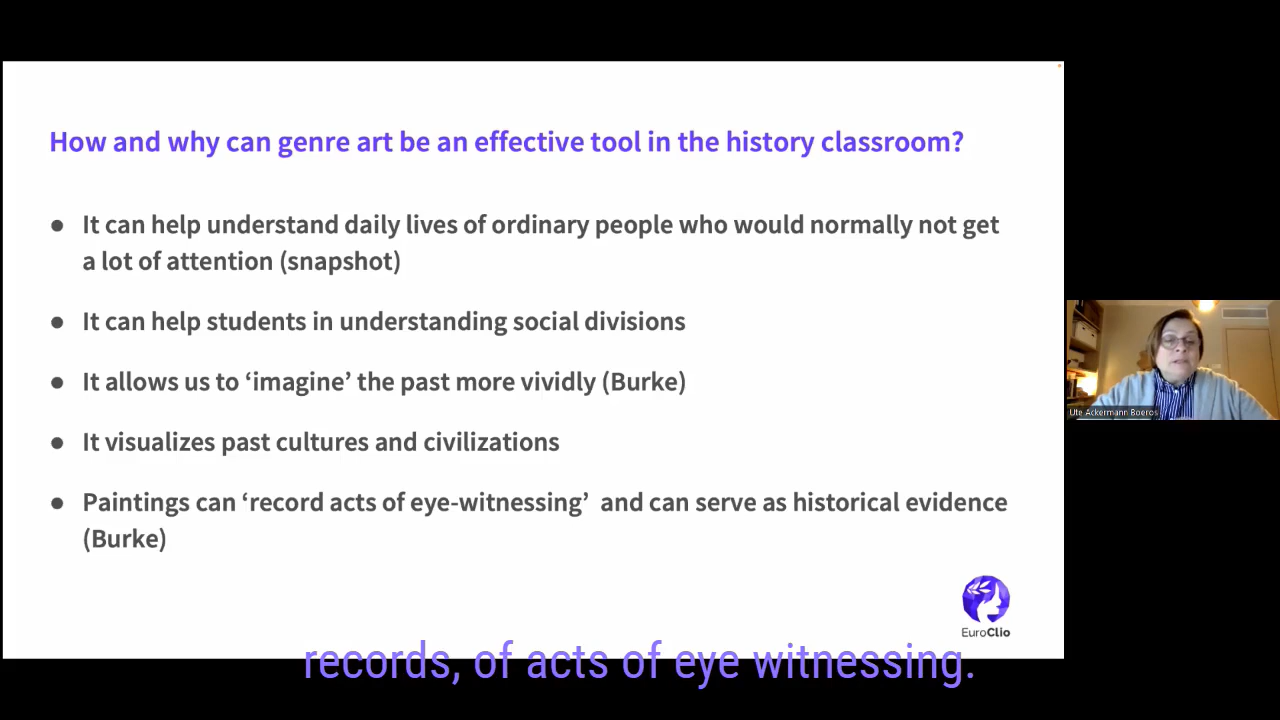 How and why can genre art be an effective tool in the history classroom?
● It can help understand daily lives of ordinary people who would normally not get
a lot of attention (snapshot)
● It can help students in understanding social divisions
● It allows us to ‘imagine’ the past more vividly (Burke)
● It visualizes past cultures and civilizations
● Paintings can ‘record acts of eye-witnessing’  and can serve as historical evidence
(Burke)
EuroClio
Ute Ackermann Boeros
records, of acts of eye witnessing.